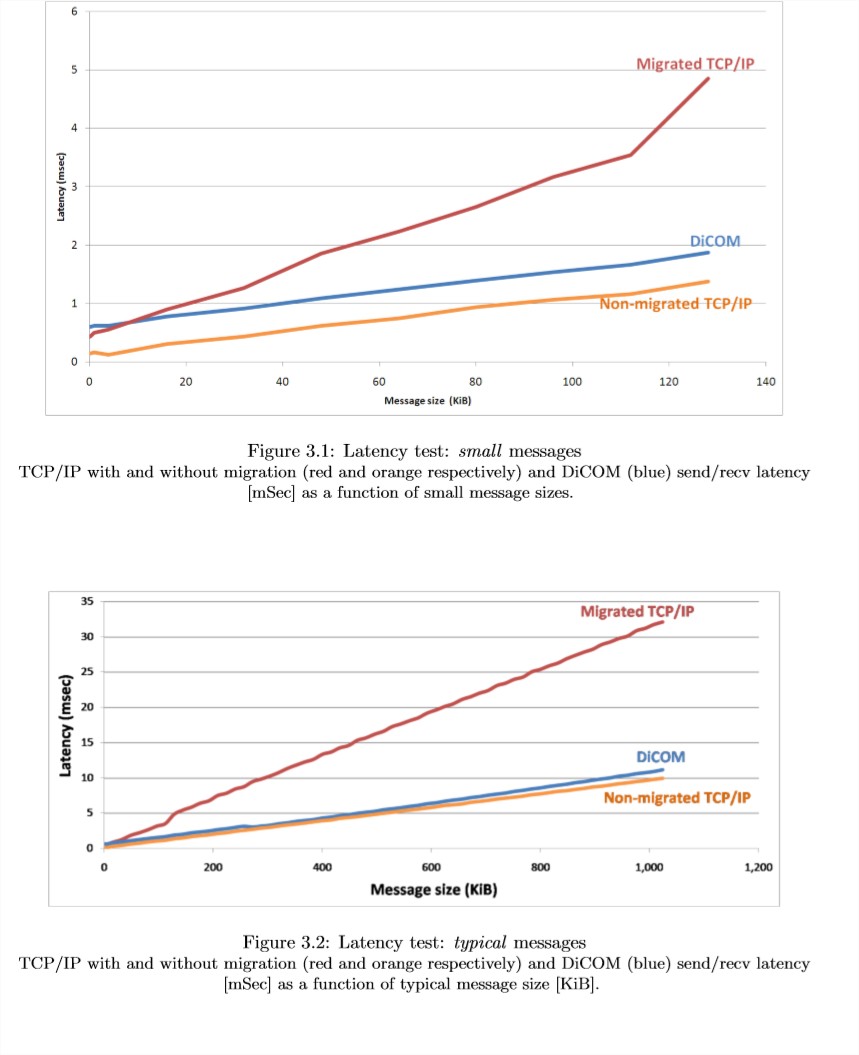 6
5
4
3
2
1
0
Latency (msec)
Migrated TCP/IP
DiCOM
Non-migrated TCP/IP
0 20 40 60 80 100 120 140
Message size (KiB)
Figure 3.1: Latency test: small messages
TCP/IP with and without migration (red and orange respectively) and DiCOM (blue) send/recv latency
[mSec] as a function of small message sizes.
35
30
25
20
15
10
5
0
Latency (msec)
Migrated TCP/IP
DiCOM
Non-migrated TCP/IP
0 200 400 600 800 1,000 1,200
Message size (KiB)
Figure 3.2: Latency test: typical messages
TCP/IP with and without migration (red and orange respectively) and DiCOM (blue) send/recv latency
[mSec] as a function of typical message size [KiB].